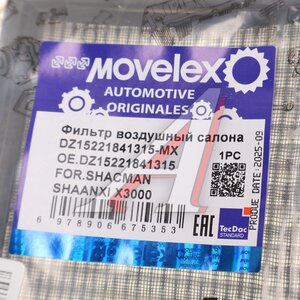 MOVELEX
AUTOMOTIVE
ORIGINALES
Фильтр воздушный салона
DZ15221841315-MX
OE.DZ15221841315
FOR.SHACMAN
SHAANXI X3000
1PC
6 978906 675353
EAC
TecDoc
STANDARD
PRODUE DATE:2025-09